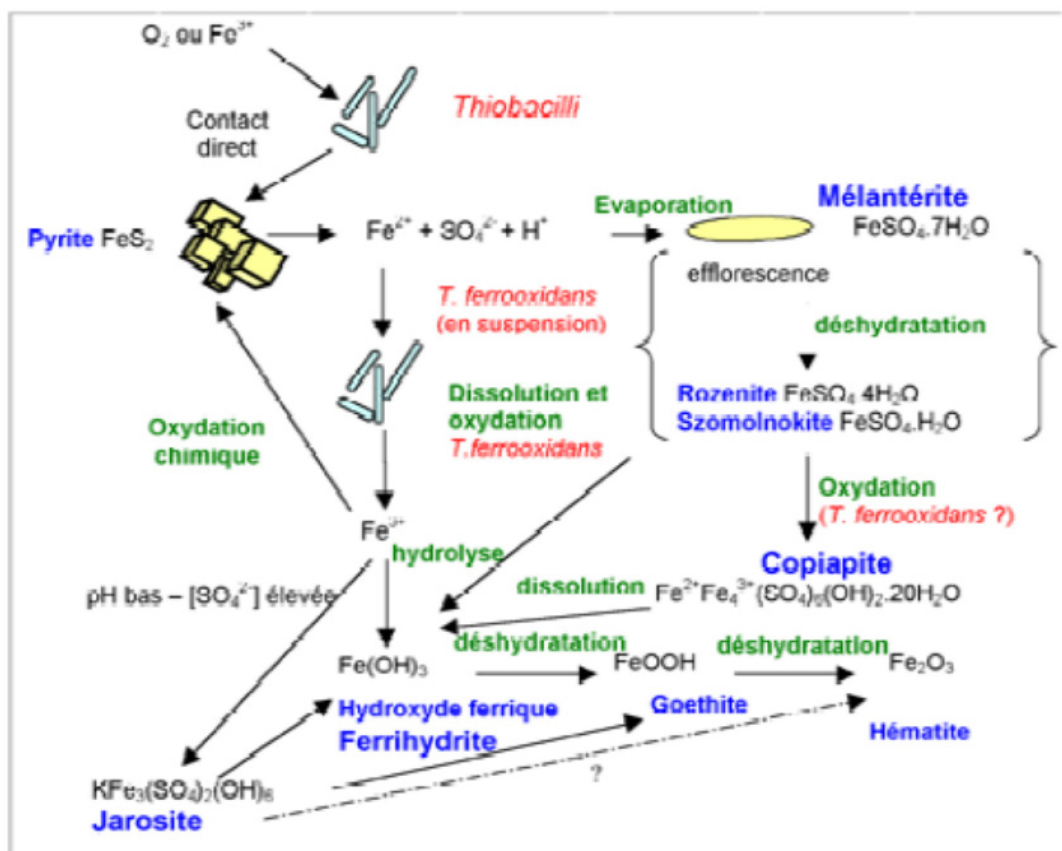 O₂ ou Fe³⁺
Thiobacilli
Contact
direct
Evaporation
Mélantérite
FeSO₄.7H₂O
Pyrite FeS₂
Fe²⁺ + SO₄²⁻ + H⁺
efflorescence
T. ferrooxidans
(en suspension)
déshydratation
Dissolution et
oxydation
T.ferrooxidans
Rozenite FeSO₄.4H₂O
Szomolnokite FeSO₄.H₂O
Oxydation
chimique
Oxydation
(T. ferrooxidans ?)
Fe³⁺
hydrolyse
Copiapite
pH bas – [SO₄²⁻] élevée
dissolution
Fe²⁺Fe₄³⁺(SO₄)₆(OH)₂.20H₂O
déshydratation
déshydratation
Fe(OH)₃
FeOOH
Fe₂O₃
Hydroxyde ferrique
Ferrihydrite
Goethite
Hématite
?
KFe₃(SO₄)₂(OH)₆
Jarosite